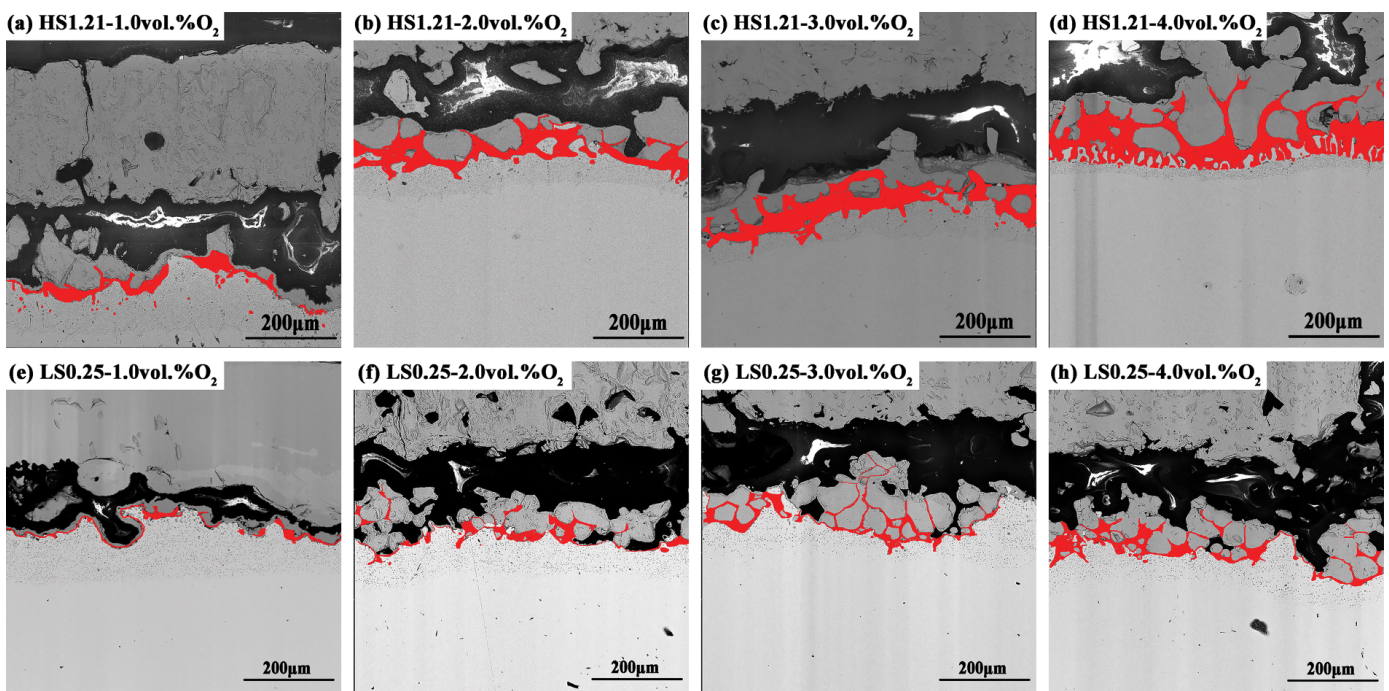 (a) HS1.21-1.0vol.%O₂
(b) HS1.21-2.0vol.%O₂
(c) HS1.21-3.0vol.%O₂
(d) HS1.21-4.0vol.%O₂
200μm
200μm
200μm
200μm
(e) LS0.25-1.0vol.%O₂
(f) LS0.25-2.0vol.%O₂
(g) LS0.25-3.0vol.%O₂
(h) LS0.25-4.0vol.%O₂
200μm
200μm
200μm
200μm